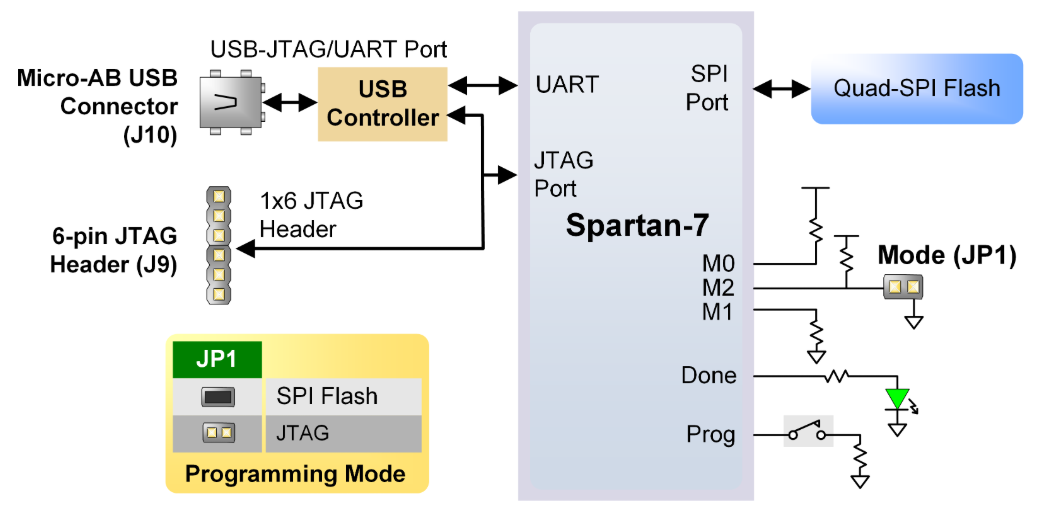 USB-JTAG/UART Port
Micro-AB USB
Connector
(J10)
USB
Controller
UART
SPI
Port
Quad-SPI Flash
JTAG
Port
1x6 JTAG
Header
6-pin JTAG
Header (J9)
Spartan-7
Mode (JP1)
M0
M2
M1
Done
Prog
JP1
SPI Flash
JTAG
Programming Mode